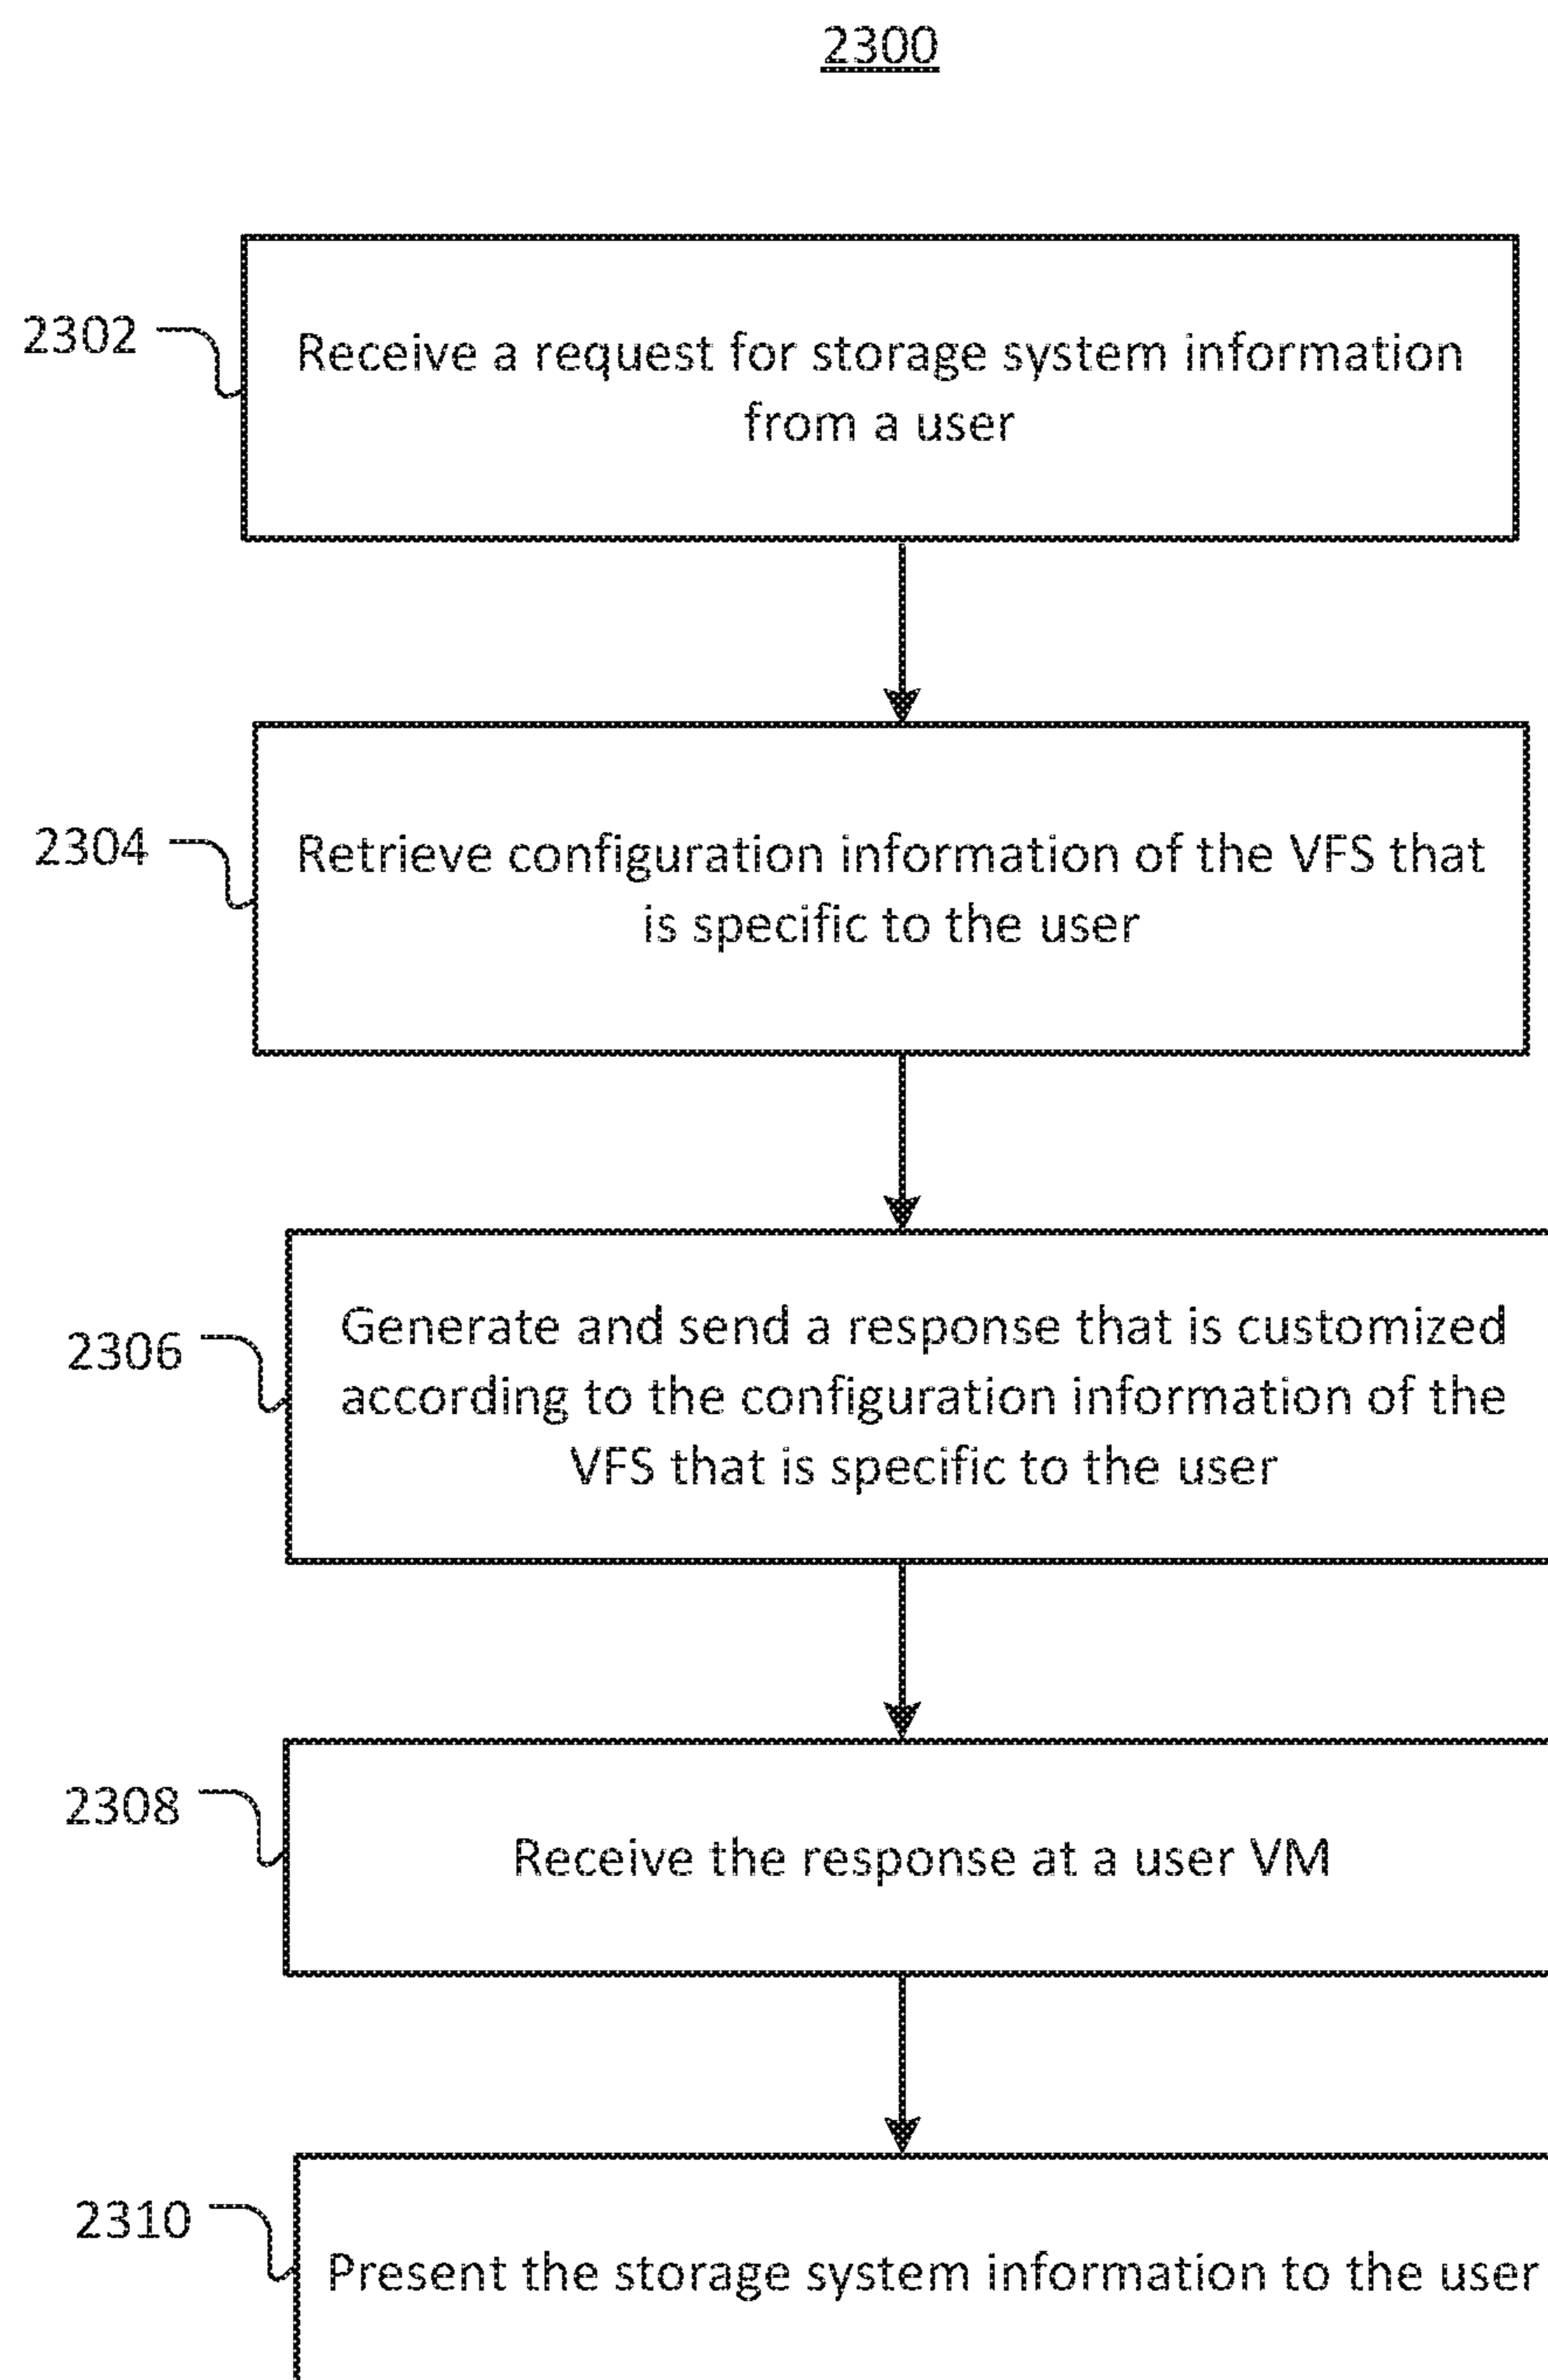 2300
2302
Receive a request for storage system information
from a user
2304
Retrieve configuration information of the VFS that
is specific to the user
2306
Generate and send a response that is customized
according to the configuration information of the
VFS that is specific to the user
2308
Receive the response at a user VM
2310
Present the storage system information to the user